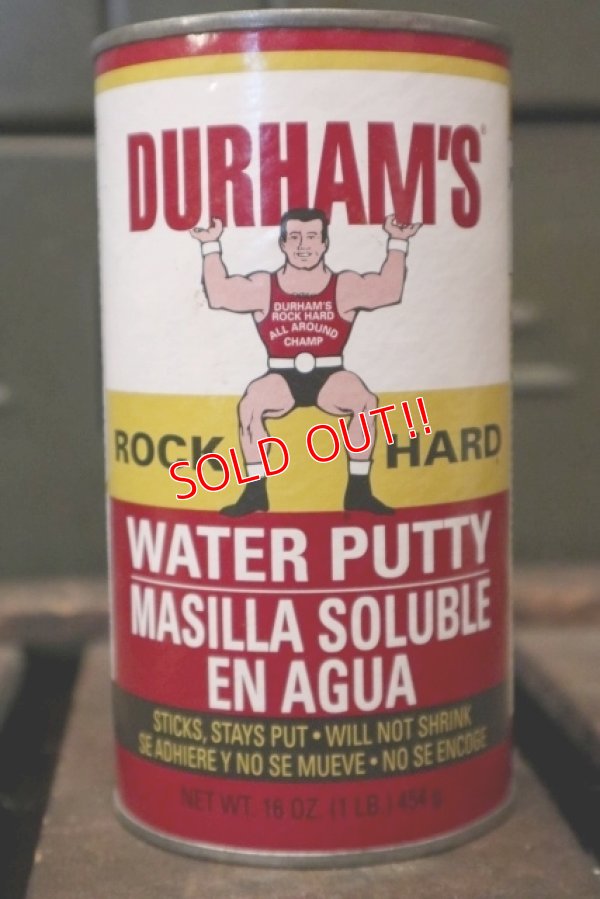 DURHAM'S®
DURHAM'S
ROCK HARD
ALL AROUND
CHAMP
ROCK HARD
SOLD OUT!!
WATER PUTTY
MASILLA SOLUBLE
EN AGUA
STICKS, STAYS PUT • WILL NOT SHRINK
SE ADHIERE Y NO SE MUEVE • NO SE ENCOGE
NET WT. 16 OZ. (1 LB.) 454 g